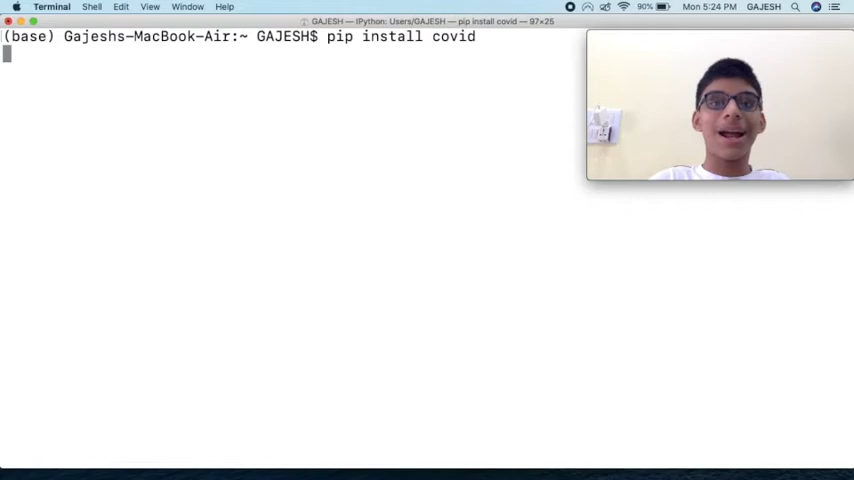 Terminal Shell Edit View Window Help 90% Mon 5:24 PM GAJESH
GAJESH — IPython: Users/GAJESH — pip install covid — 97×25
(base) Gajeshs-MacBook-Air:~ GAJESH$ pip install covid